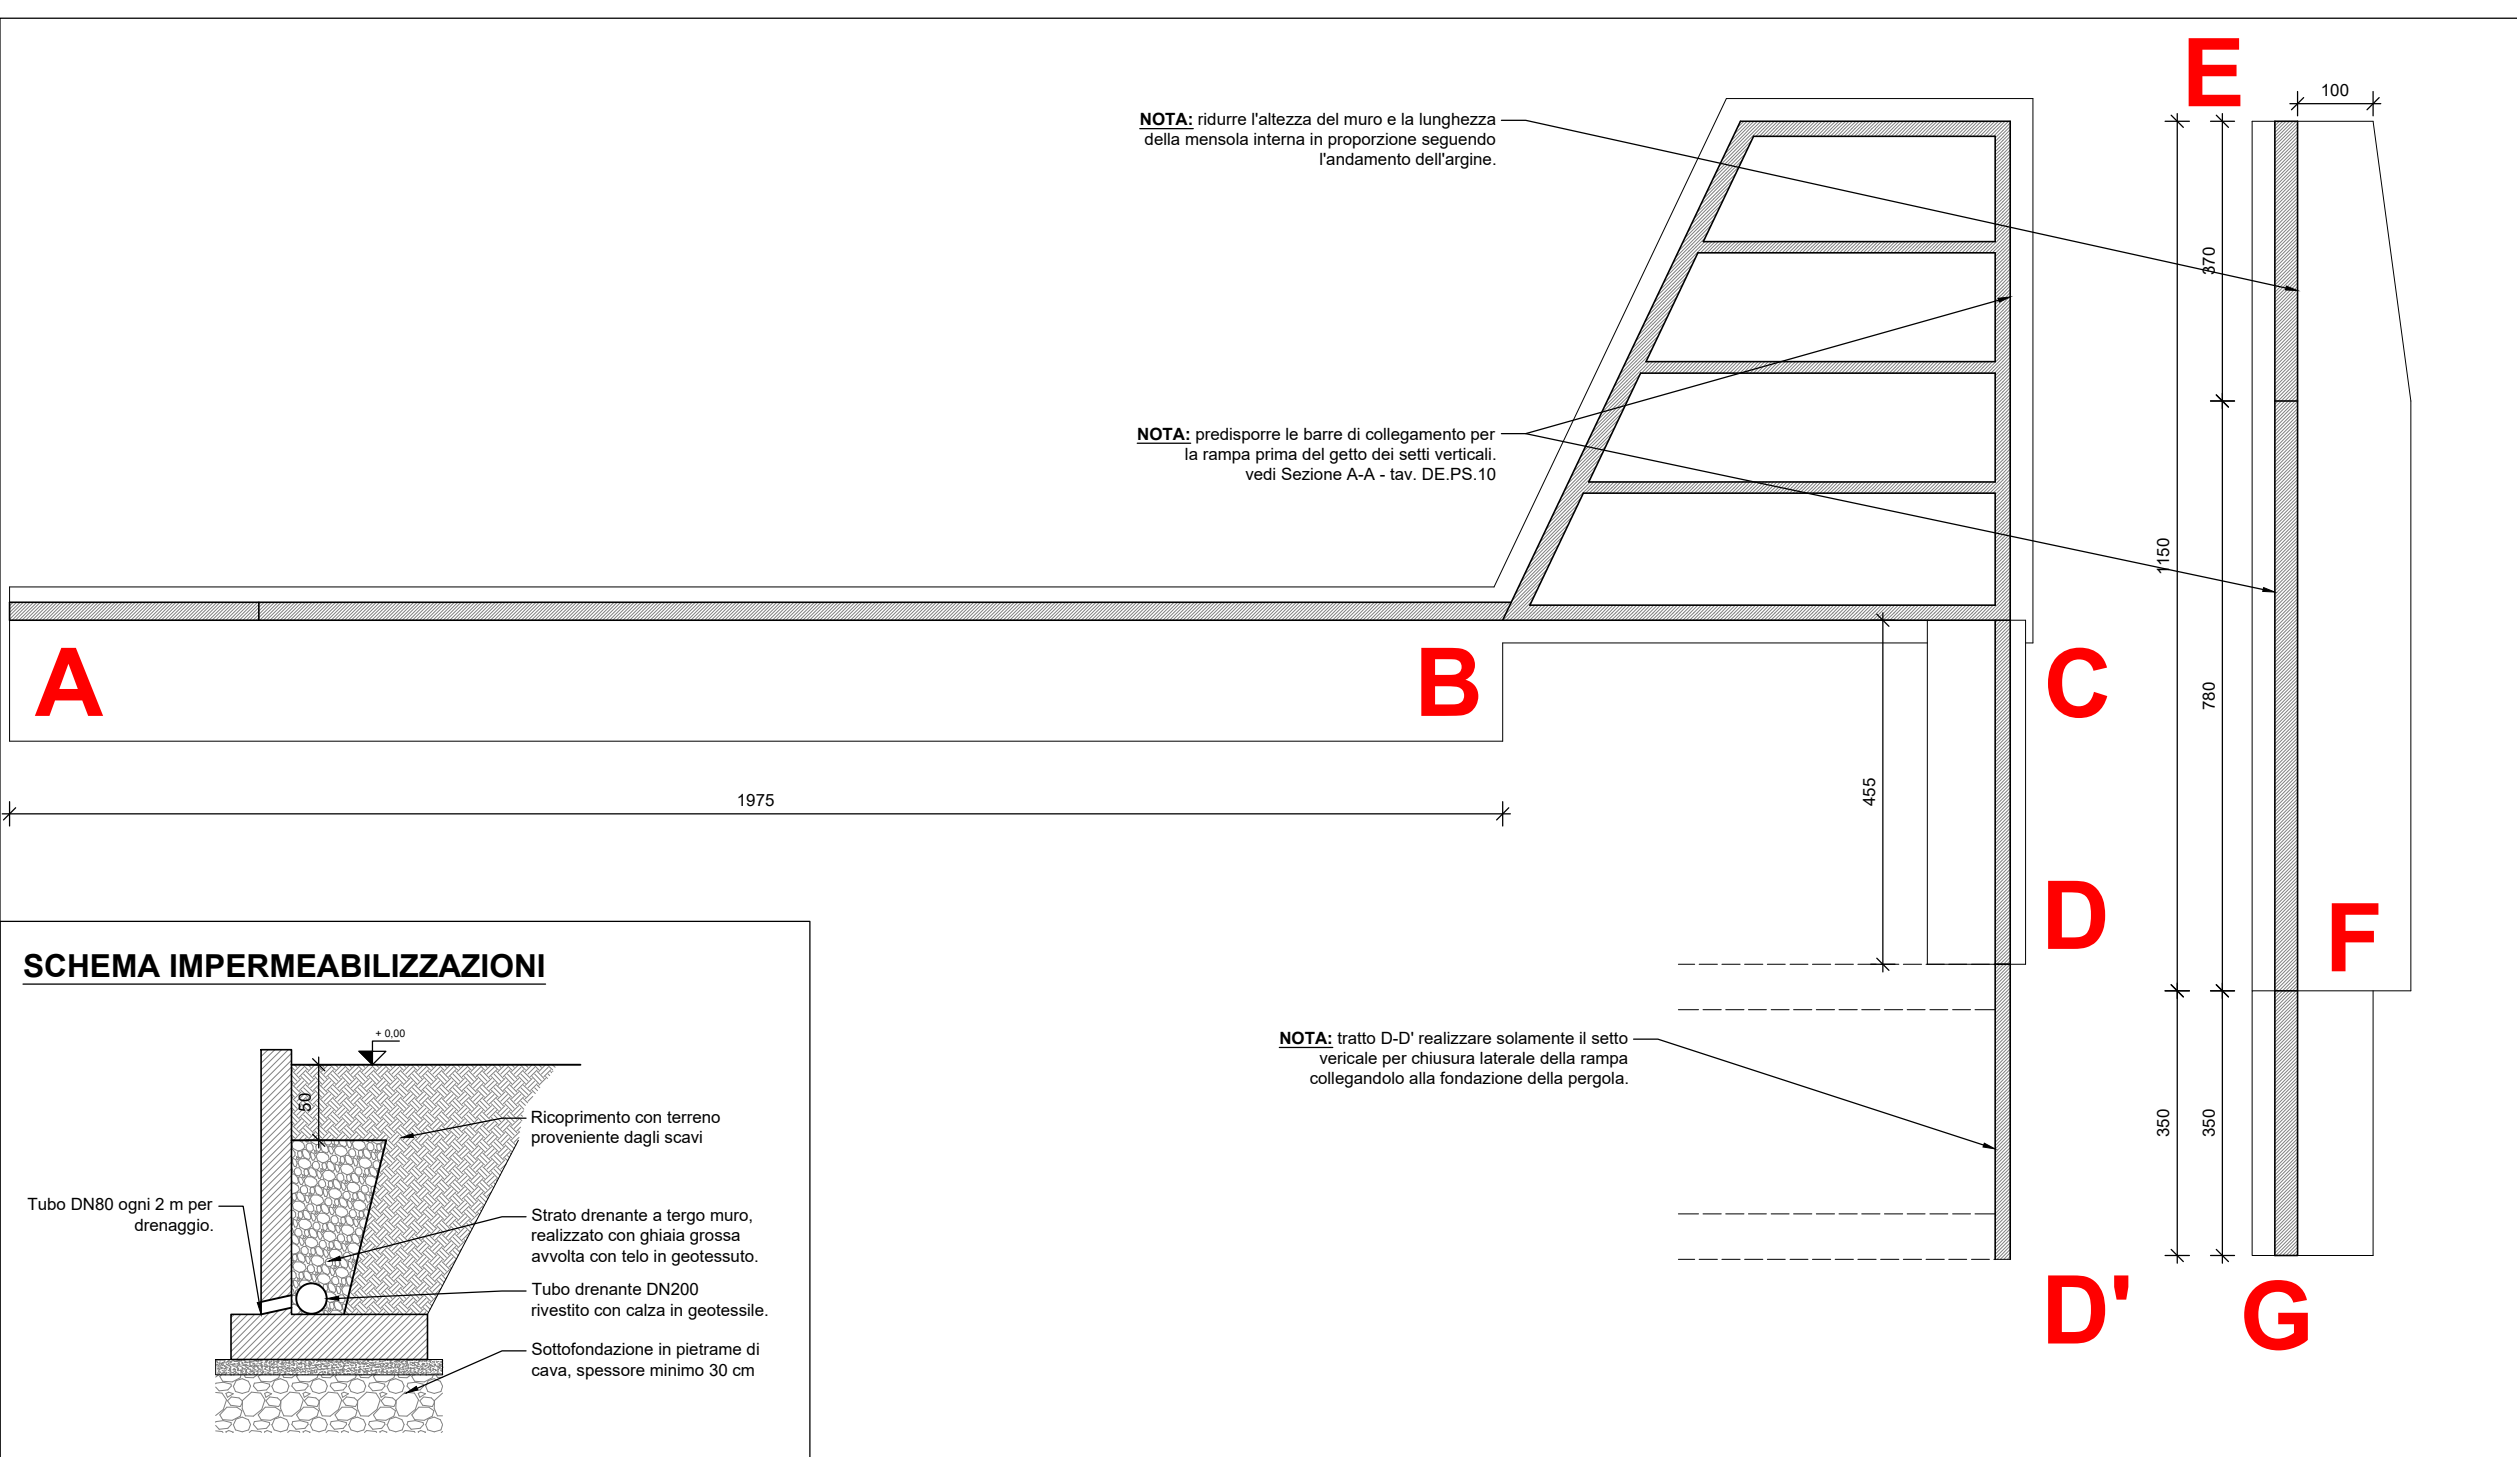 E
100
NOTA: ridurre l'altezza del muro e la lunghezza
della mensola interna in proporzione seguendo
l'andamento dell'argine.
370
NOTA: predisporre le barre di collegamento per
la rampa prima del getto dei setti verticali.
vedi Sezione A-A - tav. DE.PS.10
1150
A
B
C
780
1975
455
D
F
SCHEMA IMPERMEABILIZZAZIONI
+ 0,00
50
Ricoprimento con terreno
proveniente dagli scavi
Tubo DN80 ogni 2 m per
drenaggio.
Strato drenante a tergo muro,
realizzato con ghiaia grossa
avvolta con telo in geotessuto.
Tubo drenante DN200
rivestito con calza in geotessile.
Sottofondazione in pietrame di
cava, spessore minimo 30 cm
NOTA: tratto D-D' realizzare solamente il setto
vericale per chiusura laterale della rampa
collegandolo alla fondazione della pergola.
350
350
D'
G